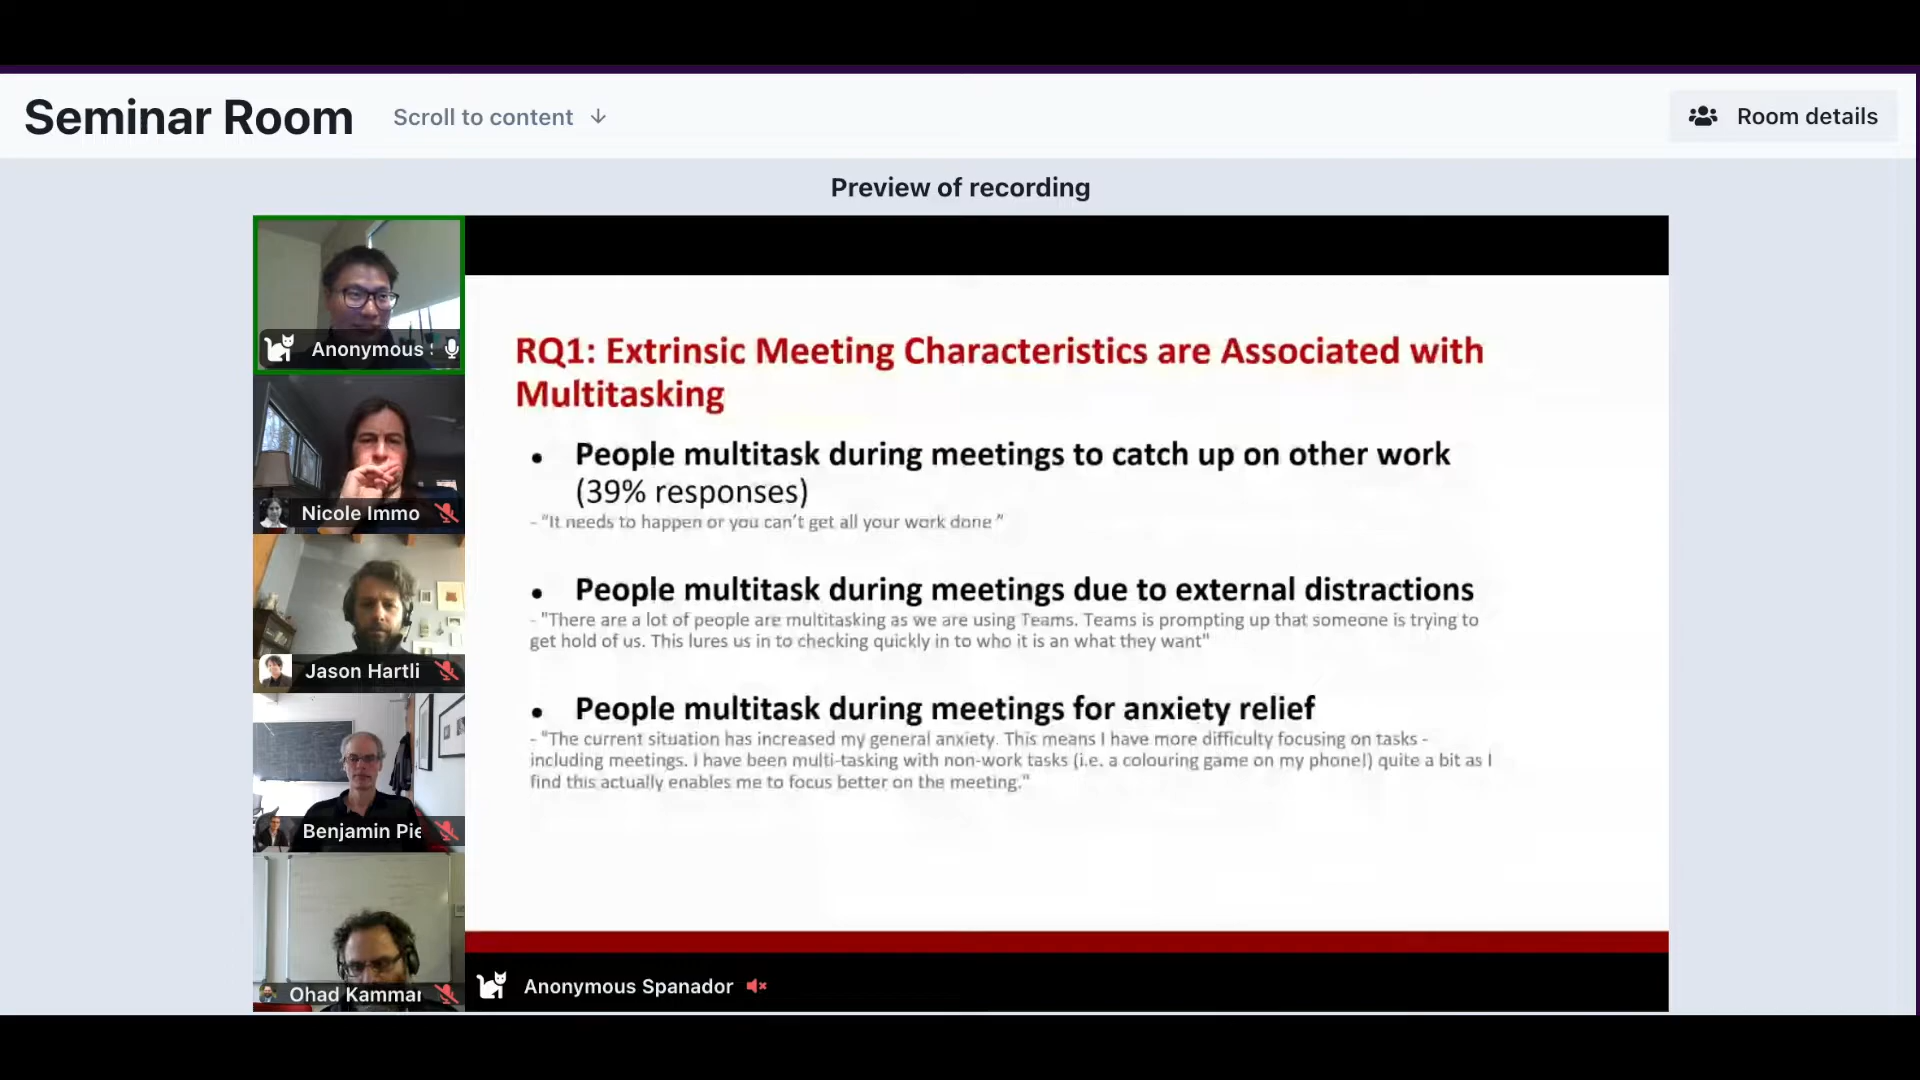 Seminar Room
Scroll to content ↓
Room details
Preview of recording
Anonymous
Nicole Immo
Jason Hartli
Benjamin Pie
Ohad Kammar
RQ1: Extrinsic Meeting Characteristics are Associated with
Multitasking
• People multitask during meetings to catch up on other work
(39% responses)
- "It needs to happen or you can't get all your work done"
• People multitask during meetings due to external distractions
- "There are a lot of people are multitasking as we are using Teams. Teams is prompting up that someone is trying to
get hold of us. This lures us in to checking quickly in to who it is an what they want"
• People multitask during meetings for anxiety relief
- "The current situation has increased my general anxiety. This means I have more difficulty focusing on tasks -
including meetings. I have been multi-tasking with non-work tasks (i.e. a colouring game on my phone!) quite a bit as I
find this actually enables me to focus better on the meeting."
Anonymous Spanador